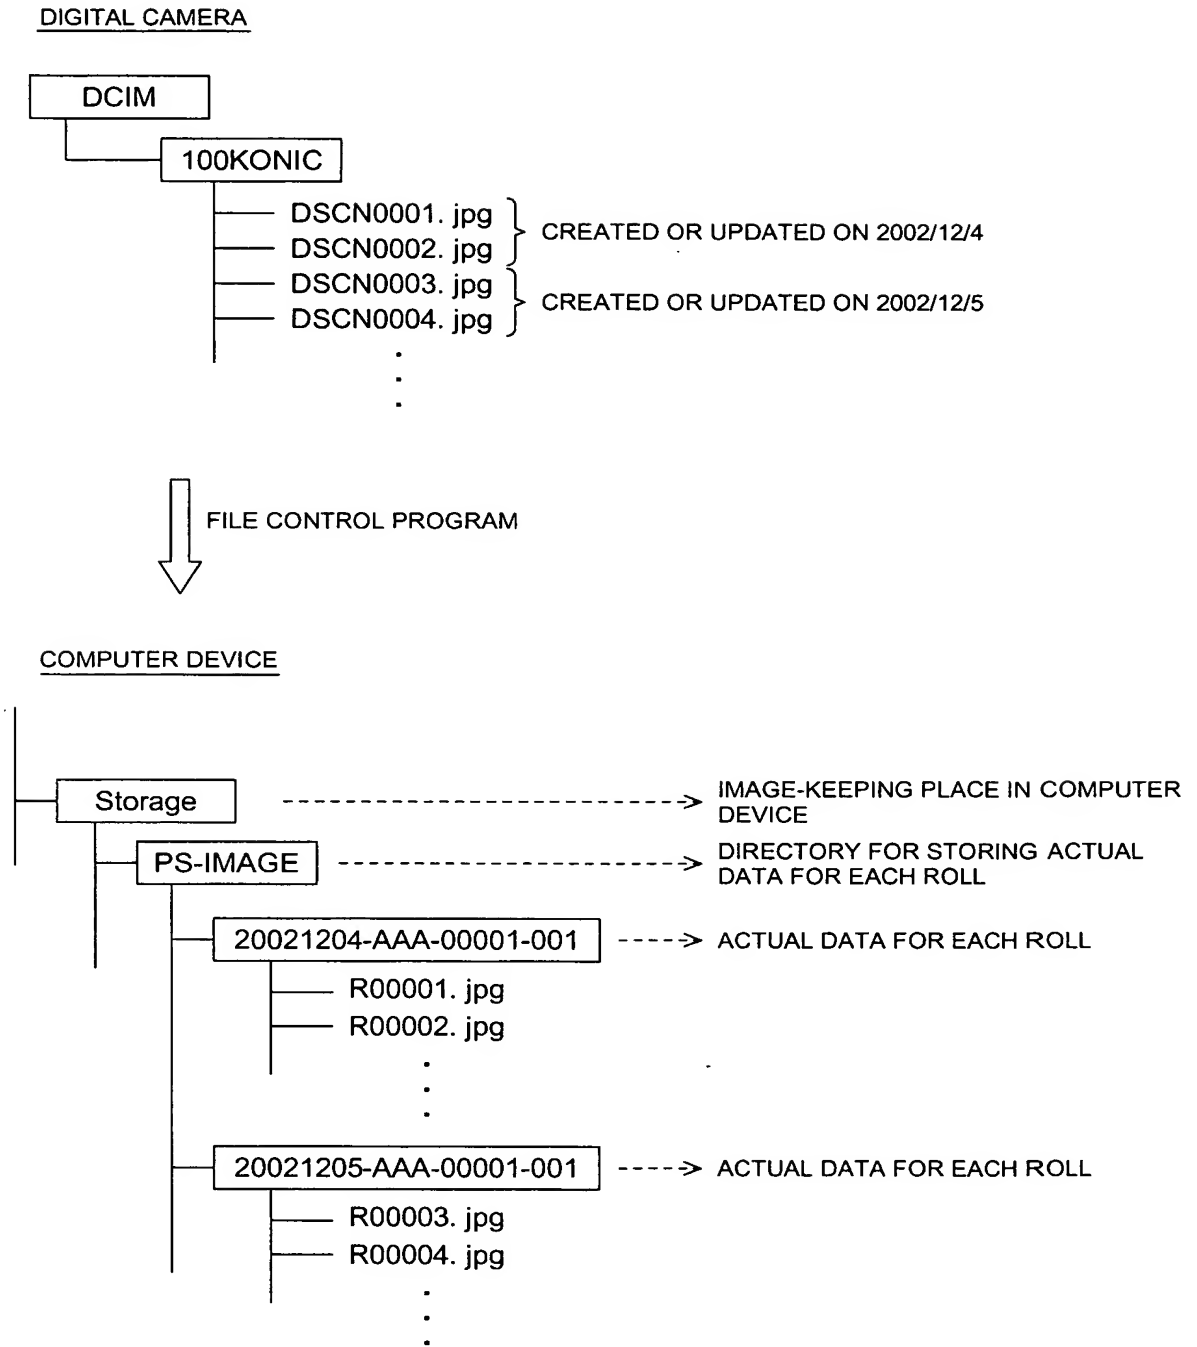 DIGITAL CAMERA
DCIM
100KONIC
DSCN0001. jpg
DSCN0002. jpg
CREATED OR UPDATED ON 2002/12/4
DSCN0003. jpg
DSCN0004. jpg
CREATED OR UPDATED ON 2002/12/5
FILE CONTROL PROGRAM
COMPUTER DEVICE
Storage
IMAGE-KEEPING PLACE IN COMPUTER
DEVICE
PS-IMAGE
DIRECTORY FOR STORING ACTUAL
DATA FOR EACH ROLL
20021204-AAA-00001-001
ACTUAL DATA FOR EACH ROLL
R00001. jpg
R00002. jpg
20021205-AAA-00001-001
ACTUAL DATA FOR EACH ROLL
R00003. jpg
R00004. jpg